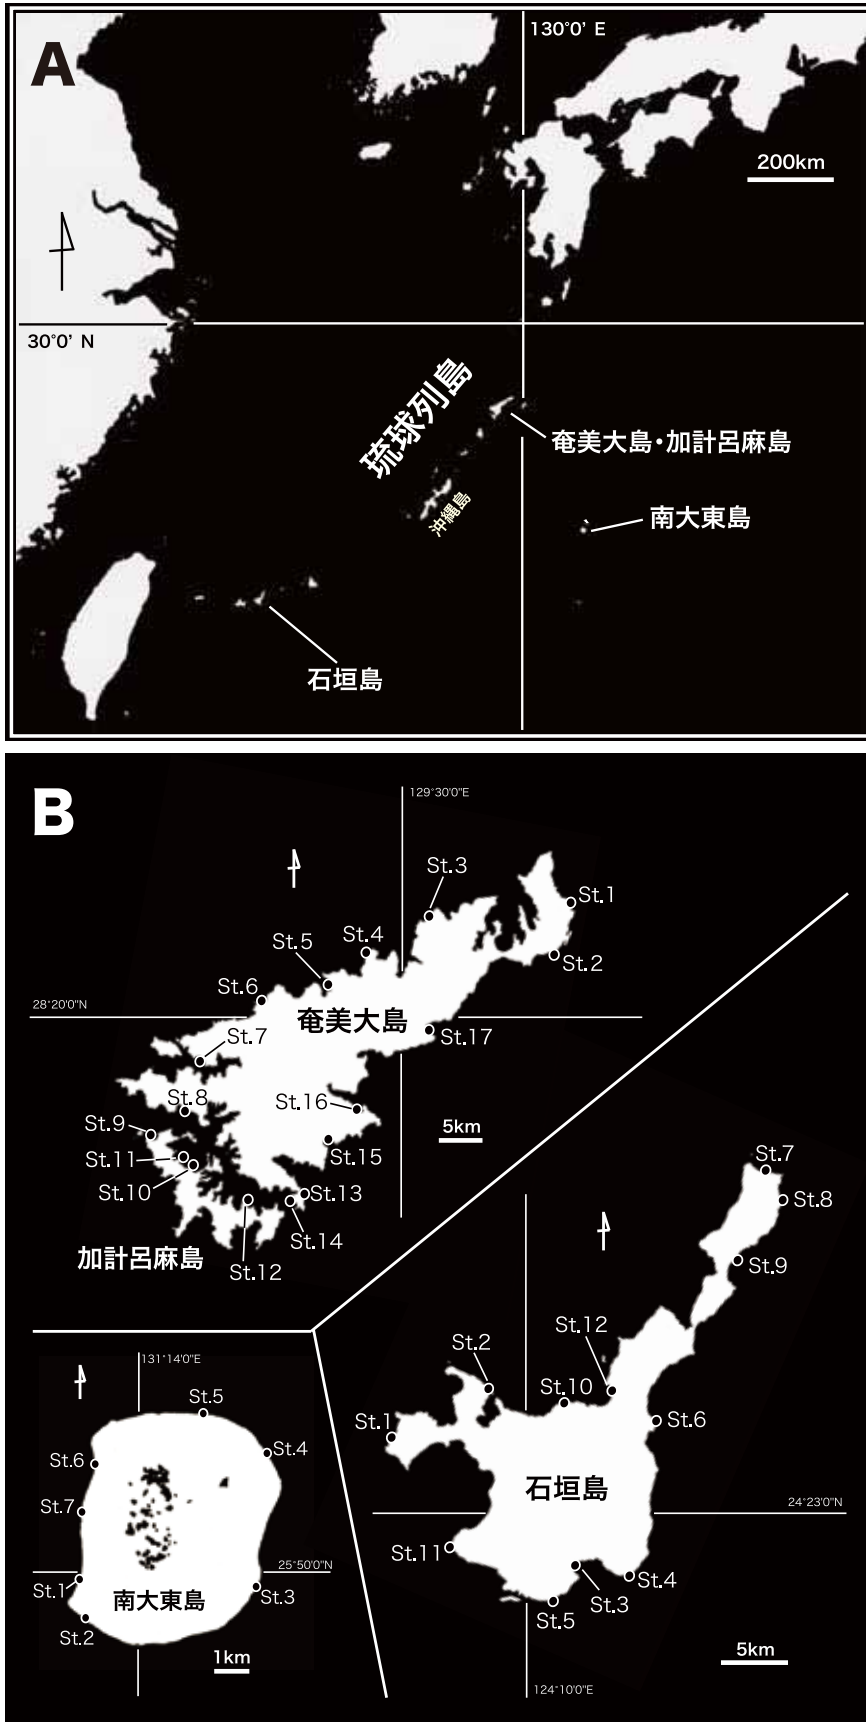 A
130°0' E
200km
30°0' N
琉球列島
奄美大島・加計呂麻島
沖縄島
南大東島
石垣島
B
129°30'0"E
St.3
St.1
St.4
St.5
St.2
St.6
28°20'0"N
奄美大島
St.17
St.7
St.8
St.16
5km
St.9
St.15
St.11
St.10
St.13
St.14
加計呂麻島
St.12
131°14'0"E
St.5
St.4
St.6
St.7
25°50'0"N
St.1
南大東島
St.3
St.2
1km
St.7
St.8
St.9
St.12
St.2
St.10
St.1
St.6
石垣島
24°23'0"N
St.11
St.4
St.3
St.5
5km
124°10'0"E